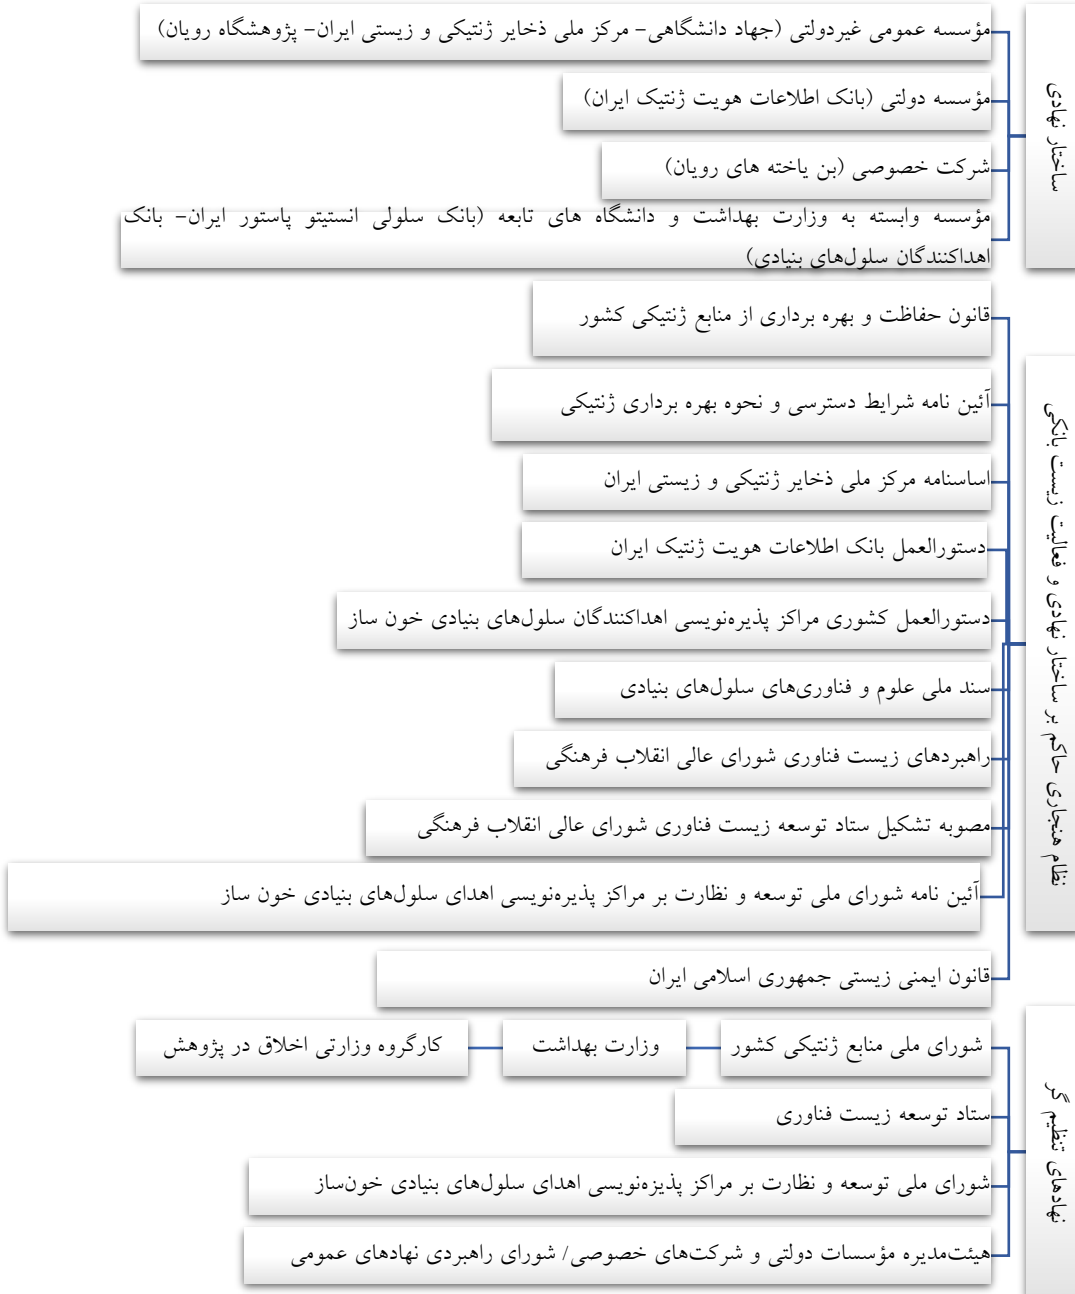 ساختار نهادی
مؤسسه عمومی غیردولتی (جهاد دانشگاهی- مرکز ملی ذخایر ژنتیکی و زیستی ایران- پژوهشگاه رویان)
مؤسسه دولتی (بانک اطلاعات هویت ژنتیک ایران)
شرکت خصوصی (بن یاخته های رویان)
مؤسسه وابسته به وزارت بهداشت و دانشگاه های تابعه (بانک سلولی انستیتو پاستور ایران- بانک
اهداکنندگان سلول‌های بنیادی)
نظام هنجاری حاکم بر ساختار نهادی و فعالیت زیست بانکی
قانون حفاظت و بهره برداری از منابع ژنتیکی کشور
آئین نامه شرایط دسترسی و نحوه بهره برداری ژنتیکی
اساسنامه مرکز ملی ذخایر ژنتیکی و زیستی ایران
دستورالعمل بانک اطلاعات هویت ژنتیک ایران
دستورالعمل کشوری مراکز پذیره‌نویسی اهداکنندگان سلول‌های بنیادی خون ساز
سند ملی علوم و فناوری‌های سلول‌های بنیادی
راهبردهای زیست فناوری شورای عالی انقلاب فرهنگی
مصوبه تشکیل ستاد توسعه زیست فناوری شورای عالی انقلاب فرهنگی
آئین نامه شورای ملی توسعه و نظارت بر مراکز پذیره‌نویسی اهدای سلول‌های بنیادی خون ساز
قانون ایمنی زیستی جمهوری اسلامی ایران
نهادهای تنظیم گر
شورای ملی منابع ژنتیکی کشور
وزارت بهداشت
کارگروه وزارتی اخلاق در پژوهش
ستاد توسعه زیست فناوری
شورای ملی توسعه و نظارت بر مراکز پذیزه‌نویسی اهدای سلول‌های بنیادی خون‌ساز
هیئت‌مدیره مؤسسات دولتی و شرکت‌های خصوصی/ شورای راهبردی نهادهای عمومی